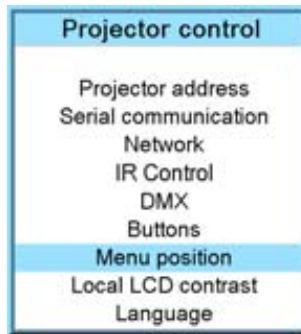 Projector control
Projector address
Serial communication
Network
IR Control
DMX
Buttons
Menu position
Local LCD contrast
Language